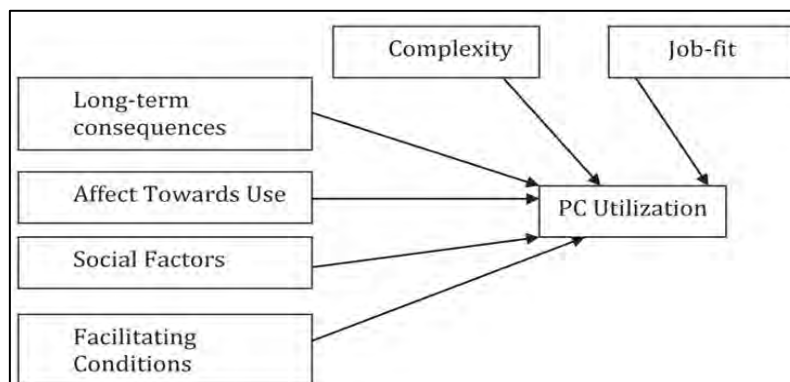 Complexity
Job-fit
Long-term
consequences
Affect Towards Use
PC Utilization
Social Factors
Facilitating
Conditions